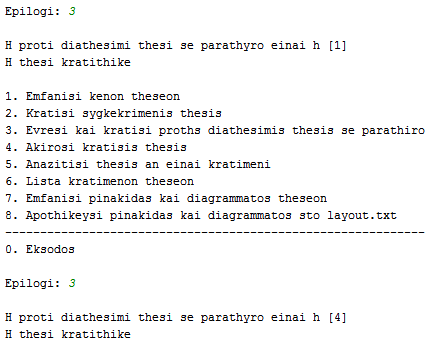 Epilogi: 3
H proti diathesimi thesi se parathyro einai h [1]
H thesi kratithike
1. Emfanisi kenon theseon
2. Kratisi sygkekrimenis thesis
3. Evresi kai kratisi proths diathesimis thesis se parathiro
4. Akirosi kratisis thesis
5. Anazitisi thesis an einai kratimeni
6. Lista kratimenon theseon
7. Emfanisi pinakidas kai diagrammatos theseon
8. Apothikeysi pinakidas kai diagrammatos sto layout.txt
------------------------------------------------------------
0. Eksodos
Epilogi: 3
H proti diathesimi thesi se parathyro einai h [4]
H thesi kratithike